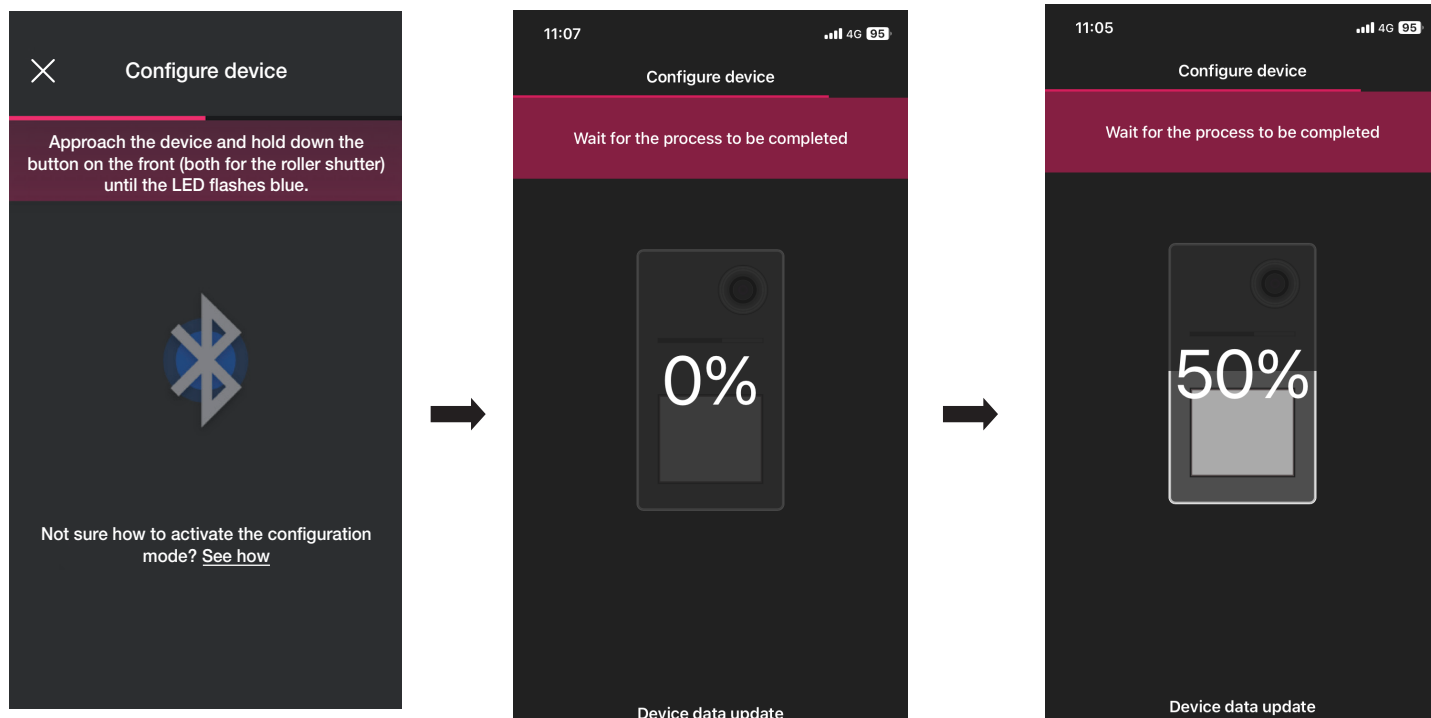 Configure device
Approach the device and hold down the
button on the front (both for the roller shutter)
until the LED flashes blue.
Not sure how to activate the configuration
mode? See how
11:07
4G 95
Configure device
Wait for the process to be completed
0%
Device data update
11:05
4G 95
Configure device
Wait for the process to be completed
50%
Device data update